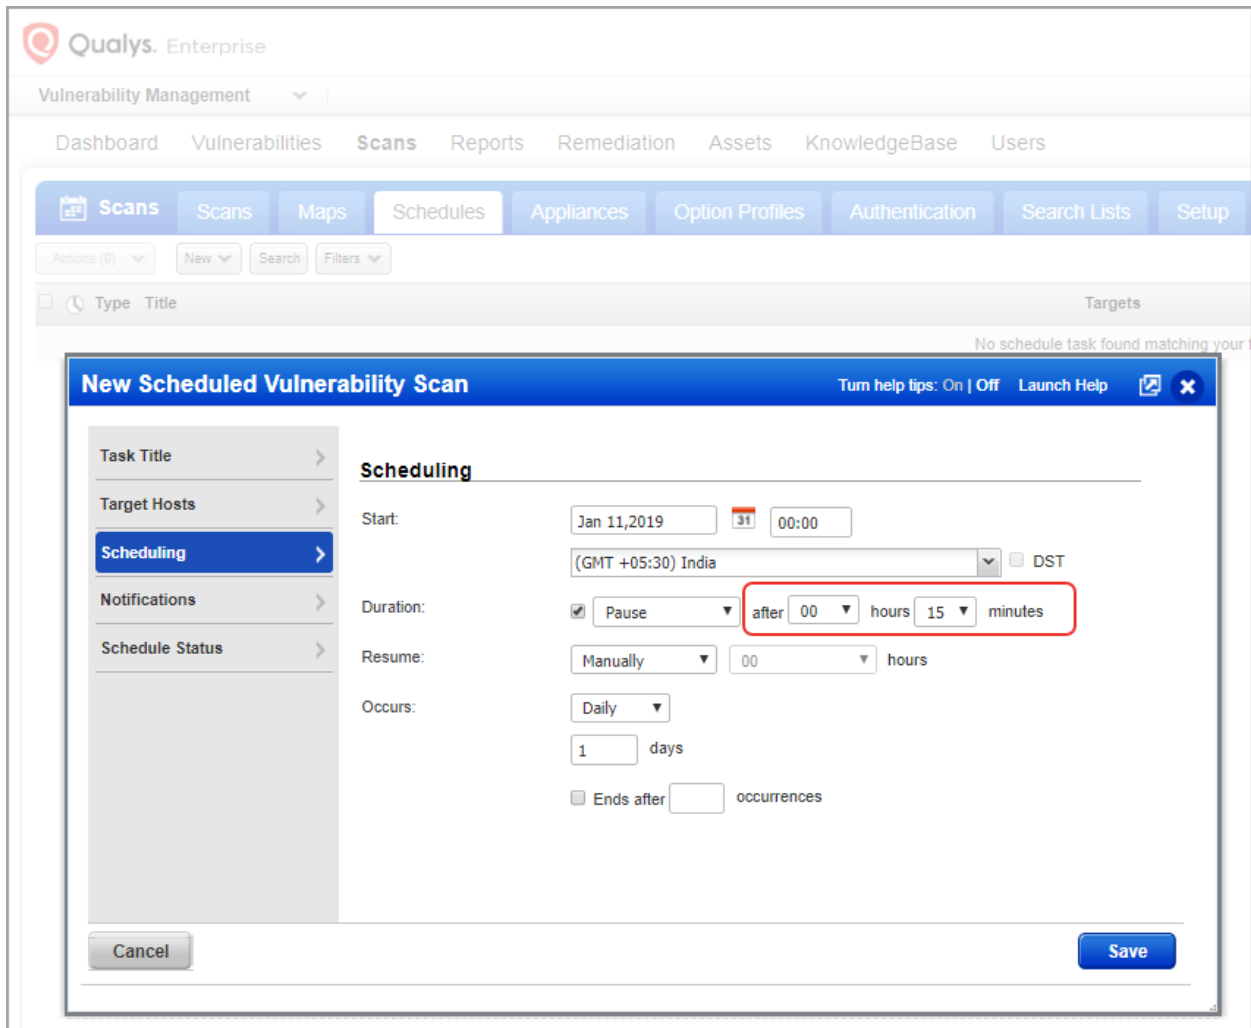 Qualys. Enterprise
Vulnerability Management
Dashboard Vulnerabilities Scans Reports Remediation Assets KnowledgeBase Users
Scans Scans Maps Schedules Appliances Option Profiles Authentication Search Lists Setup
Actions (0) New Search Filters
Type Title Targets
No schedule task found matching your f
New Scheduled Vulnerability Scan Turn help tips: On | Off Launch Help
Task Title
Target Hosts
Scheduling
Notifications
Schedule Status
Scheduling
Start: Jan 11,2019 31 00:00
(GMT +05:30) India DST
Duration: Pause after 00 hours 15 minutes
Resume: Manually 00 hours
Occurs: Daily
1 days
Ends after occurrences
Cancel Save